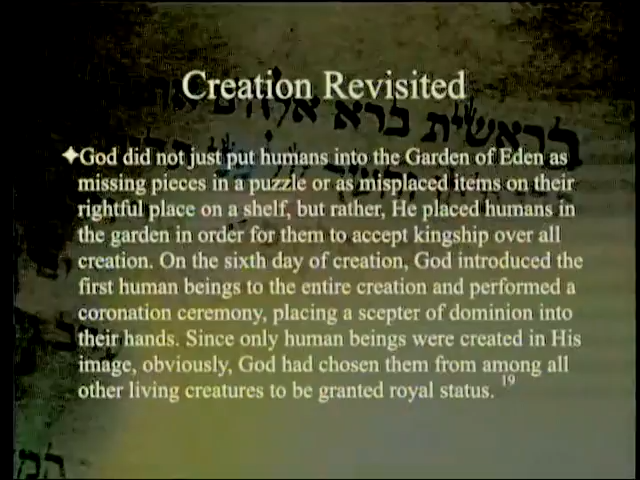 Creation Revisited
בראשית ברא אלהים
✦God did not just put humans into the Garden of Eden as
missing pieces in a puzzle or as misplaced items on their
rightful place on a shelf, but rather, He placed humans in
the garden in order for them to accept kingship over all
creation. On the sixth day of creation, God introduced the
first human beings to the entire creation and performed a
coronation ceremony, placing a scepter of dominion into
their hands. Since only human beings were created in His
image, obviously, God had chosen them from among all
other living creatures to be granted royal status. 19